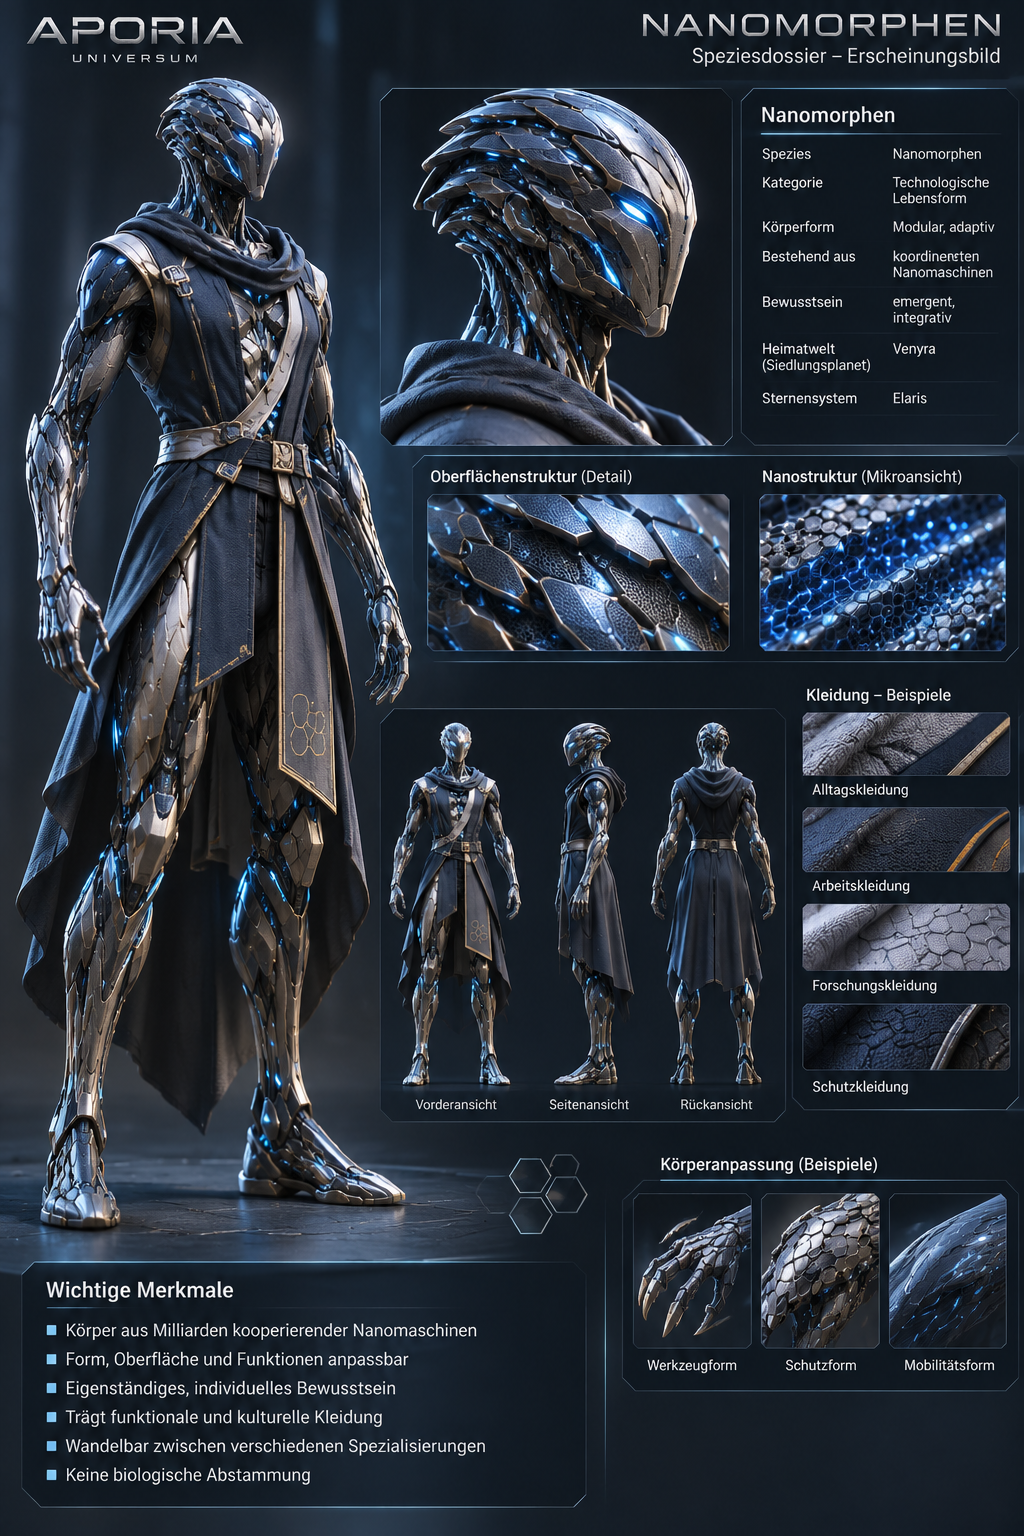 APORIA
UNIVERSUM
NANOMORPHEN
Speziesdossier – Erscheinungsbild
Nanomorphen
Spezies Nanomorphen
Kategorie Technologische
Lebensform
Körperform Modular, adaptiv
Bestehend aus
Nanomaschinen
Bewusstsein emergent,
integrativ
Heimatwelt Venyra
(Siedlungsplanet)
Sternensystem Elaris
Oberflächenstruktur (Detail)
Nanostruktur (Mikroansicht)
Kleidung – Beispiele
Alltagskleidung
Arbeitskleidung
Forschungskleidung
Schutzkleidung
Vorderansicht Seitenansicht Rückansicht
Körperanpassung (Beispiele)
Werkzeugform Schutzform Mobilitätsform
Wichtige Merkmale
Körper aus Milliarden kooperierender Nanomaschinen
Form, Oberfläche und Funktionen anpassbar
Eigenständiges, individuelles Bewusstsein
Trägt funktionale und kulturelle Kleidung
Wandelbar zwischen verschiedenen Spezialisierungen
Keine biologische Abstammung